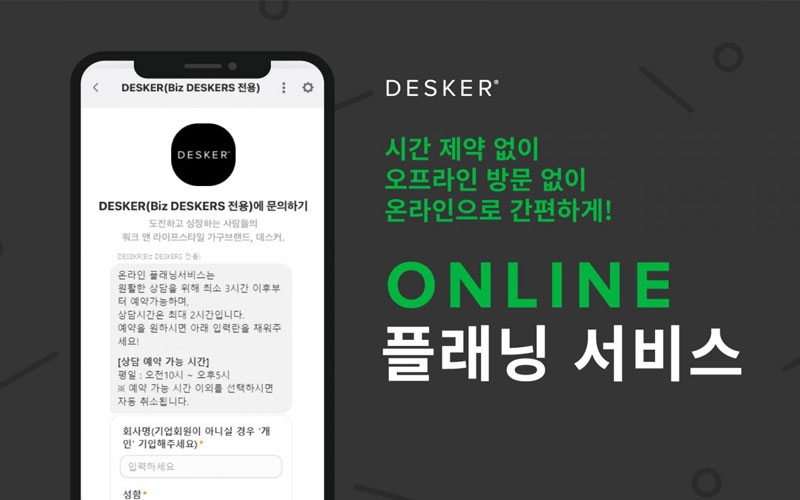 DESKER(Biz DESKERS 전용)
DESKER®
DESKER(Biz DESKERS 전용)에 문의하기
도전하고 성장하는 사람들의
워크 앤 라이프스타일 가구브랜드, 데스커.
DESEKR(Biz DESKERS 전용)
온라인 플래닝서비스는
원활한 상담을 위해 최소 3시간 이후부
터 예약가능하며,
상담시간은 최대 2시간입니다.
예약을 원하시면 아래 입력란을 채워주
세요!
[상담 예약 가능 시간]
평일 : 오전10시 ~ 오후5시
※ 예약 가능 시간 이외를 선택하시면
자동 취소됩니다.
회사명(기업회원이 아니실 경우 '개
인' 기입해주세요)*
입력하세요
성함*
DESKER®
시간 제약 없이
오프라인 방문 없이
온라인으로 간편하게!
ONLINE
플래닝 서비스